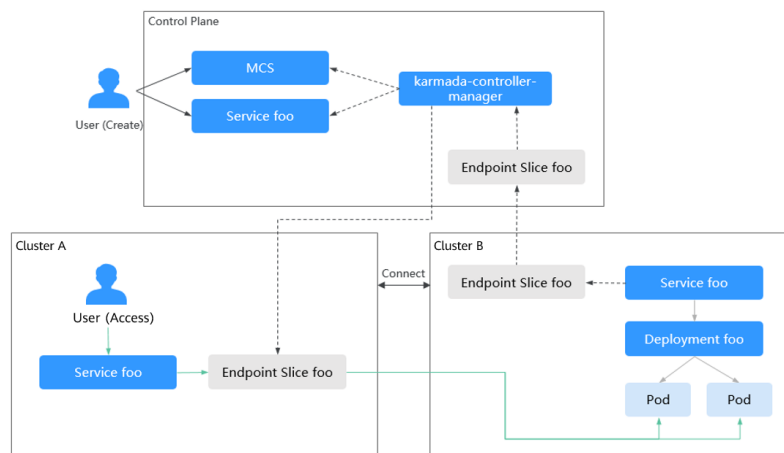 Control Plane
MCS
karmada-controller-
manager
Service foo
User (Create)
Endpoint Slice foo
Cluster A
User (Access)
Service foo
Endpoint Slice foo
Connect
Cluster B
Endpoint Slice foo
Service foo
Deployment foo
Pod
Pod